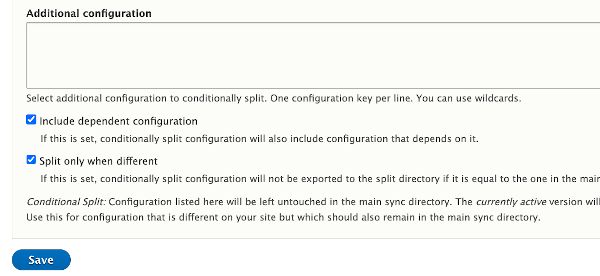 Additional configuration
Select additional configuration to conditionally split. One configuration key per line. You can use wildcards.
Include dependent configuration
If this is set, conditionally split configuration will also include configuration that depends on it.
Split only when different
If this is set, conditionally split configuration will not be exported to the split directory if it is equal to the one in the main
Conditional Split: Configuration listed here will be left untouched in the main sync directory. The currently active version will
Use this for configuration that is different on your site but which should also remain in the main sync directory.
Save